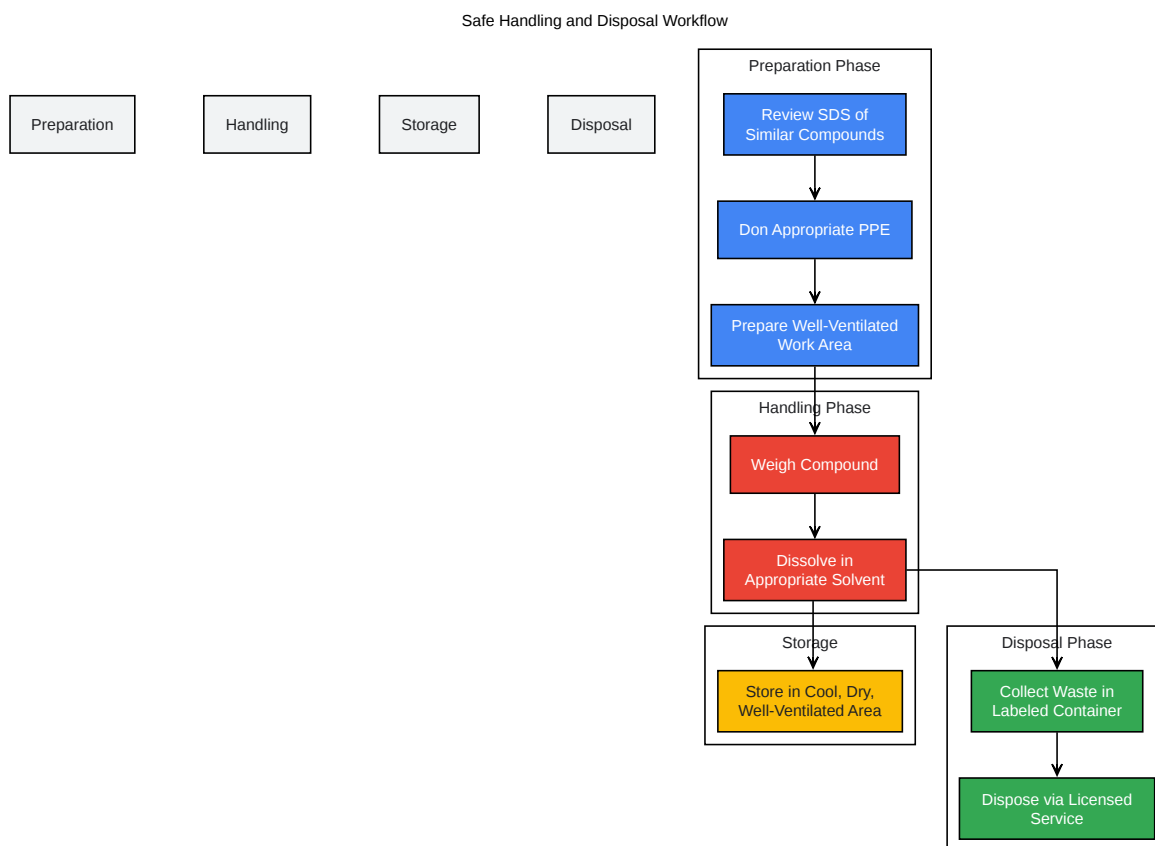 Safe Handling and Disposal Workflow
Preparation
Handling
Storage
Disposal
Preparation Phase
Review SDS of
Similar Compounds
Don Appropriate PPE
Prepare Well-Ventilated
Work Area
Handling Phase
Weigh Compound
Dissolve in
Appropriate Solvent
Storage
Store in Cool, Dry,
Well-Ventilated Area
Disposal Phase
Collect Waste in
Labeled Container
Dispose via Licensed
Service